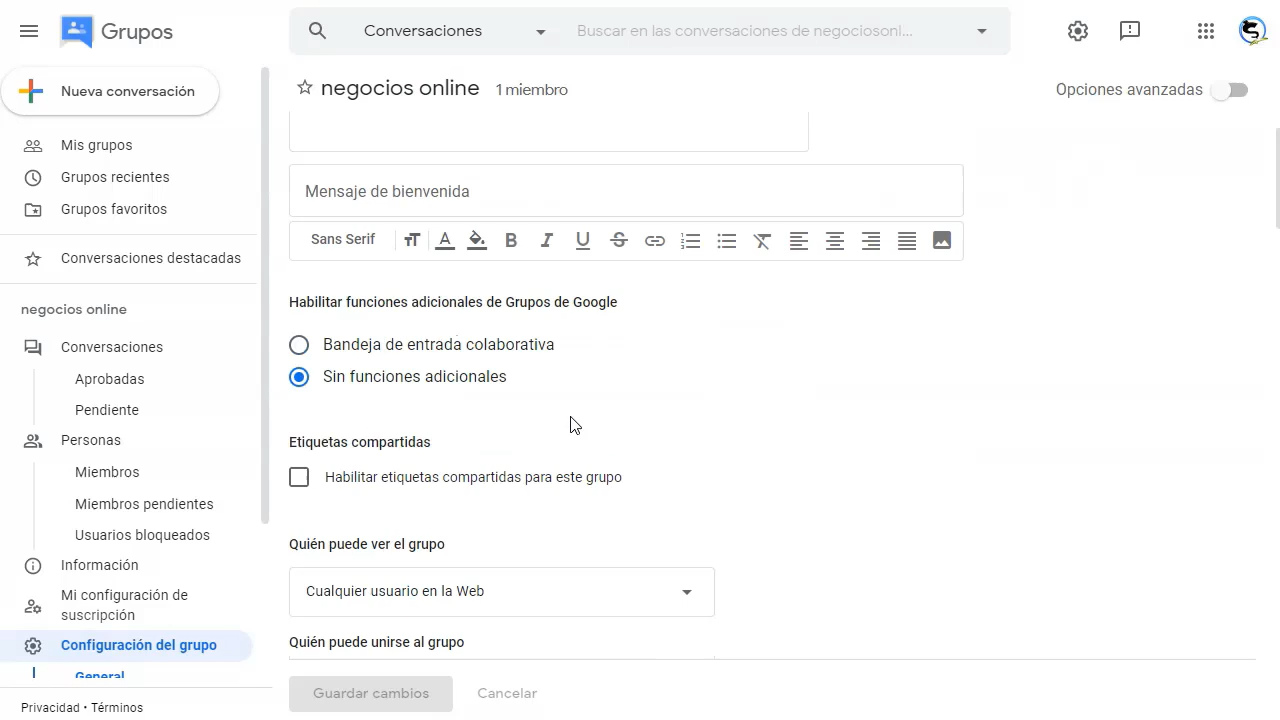 Grupos
Conversaciones
Buscar en las conversaciones de negociosonl...
Nueva conversación
negocios online 1 miembro
Opciones avanzadas
Mis grupos
Grupos recientes
Grupos favoritos
Conversaciones destacadas
negocios online
Conversaciones
Aprobadas
Pendiente
Personas
Miembros
Miembros pendientes
Usuarios bloqueados
Información
Mi configuración de
suscripción
Configuración del grupo
General
Privacidad • Términos
Mensaje de bienvenida
Sans Serif
Habilitar funciones adicionales de Grupos de Google
Bandeja de entrada colaborativa
Sin funciones adicionales
Etiquetas compartidas
Habilitar etiquetas compartidas para este grupo
Quién puede ver el grupo
Cualquier usuario en la Web
Quién puede unirse al grupo
Guardar cambios Cancelar